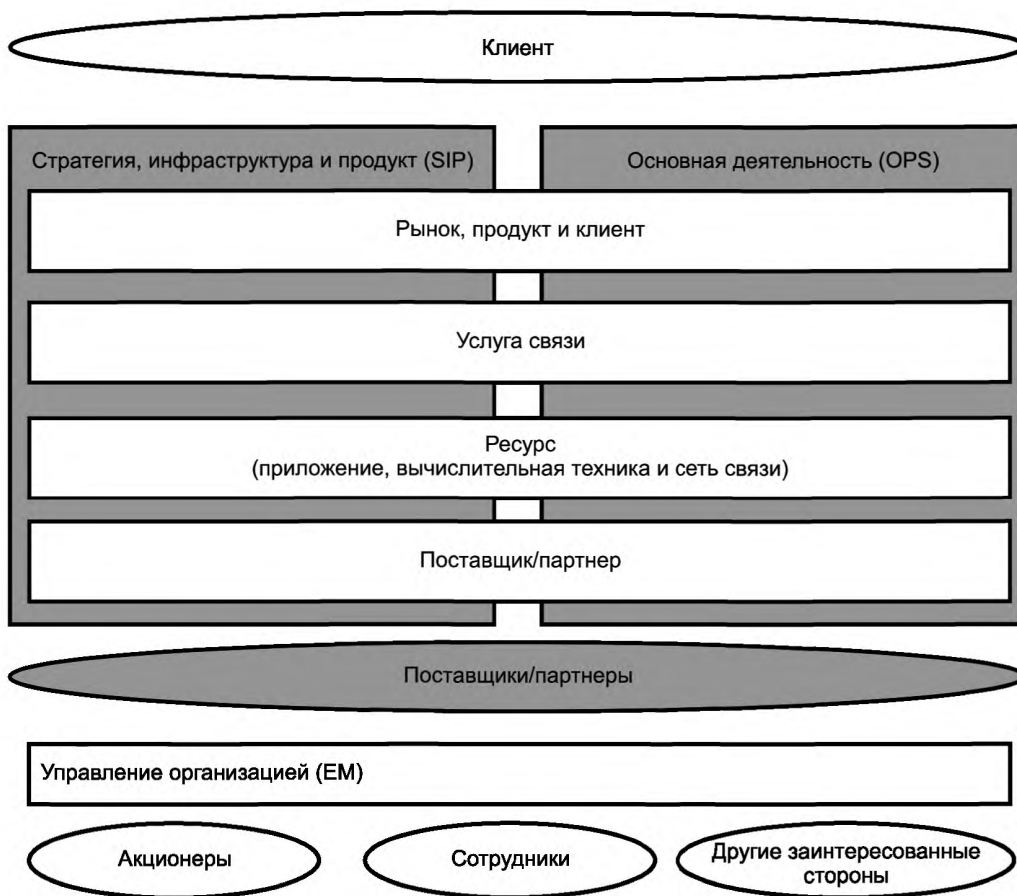 Клиент
Стратегия, инфраструктура и продукт (SIP)
Основная деятельность (OPS)
Рынок, продукт и клиент
Услуга связи
Ресурс
(приложение, вычислительная техника и сеть связи)
Поставщик/партнер
Поставщики/партнеры
Управление организацией (EM)
Акционеры
Сотрудники
Другие заинтересованные
стороны